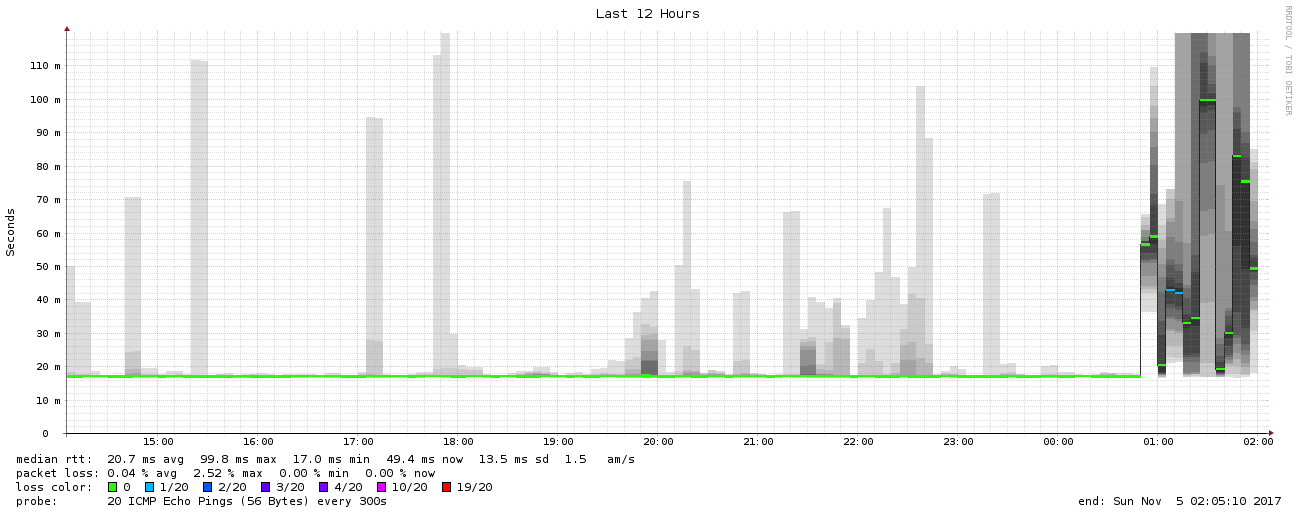 Last 12 Hours
RRDTOOL / TOBI OETIKER
Seconds
110 m
100 m
90 m
80 m
70 m
60 m
50 m
40 m
30 m
20 m
10 m
0
15:00 16:00 17:00 18:00 19:00 20:00 21:00 22:00 23:00 00:00 01:00 02:00
median rtt: 20.7 ms avg 99.8 ms max 17.0 ms min 49.4 ms now 13.5 ms sd 1.5 am/s
packet loss: 0.04 % avg 2.52 % max 0.00 % min 0.00 % now
loss color: 0 1/20 2/20 3/20 4/20 10/20 19/20
probe: 20 ICMP Echo Pings (56 Bytes) every 300s end: Sun Nov 5 02:05:10 2017